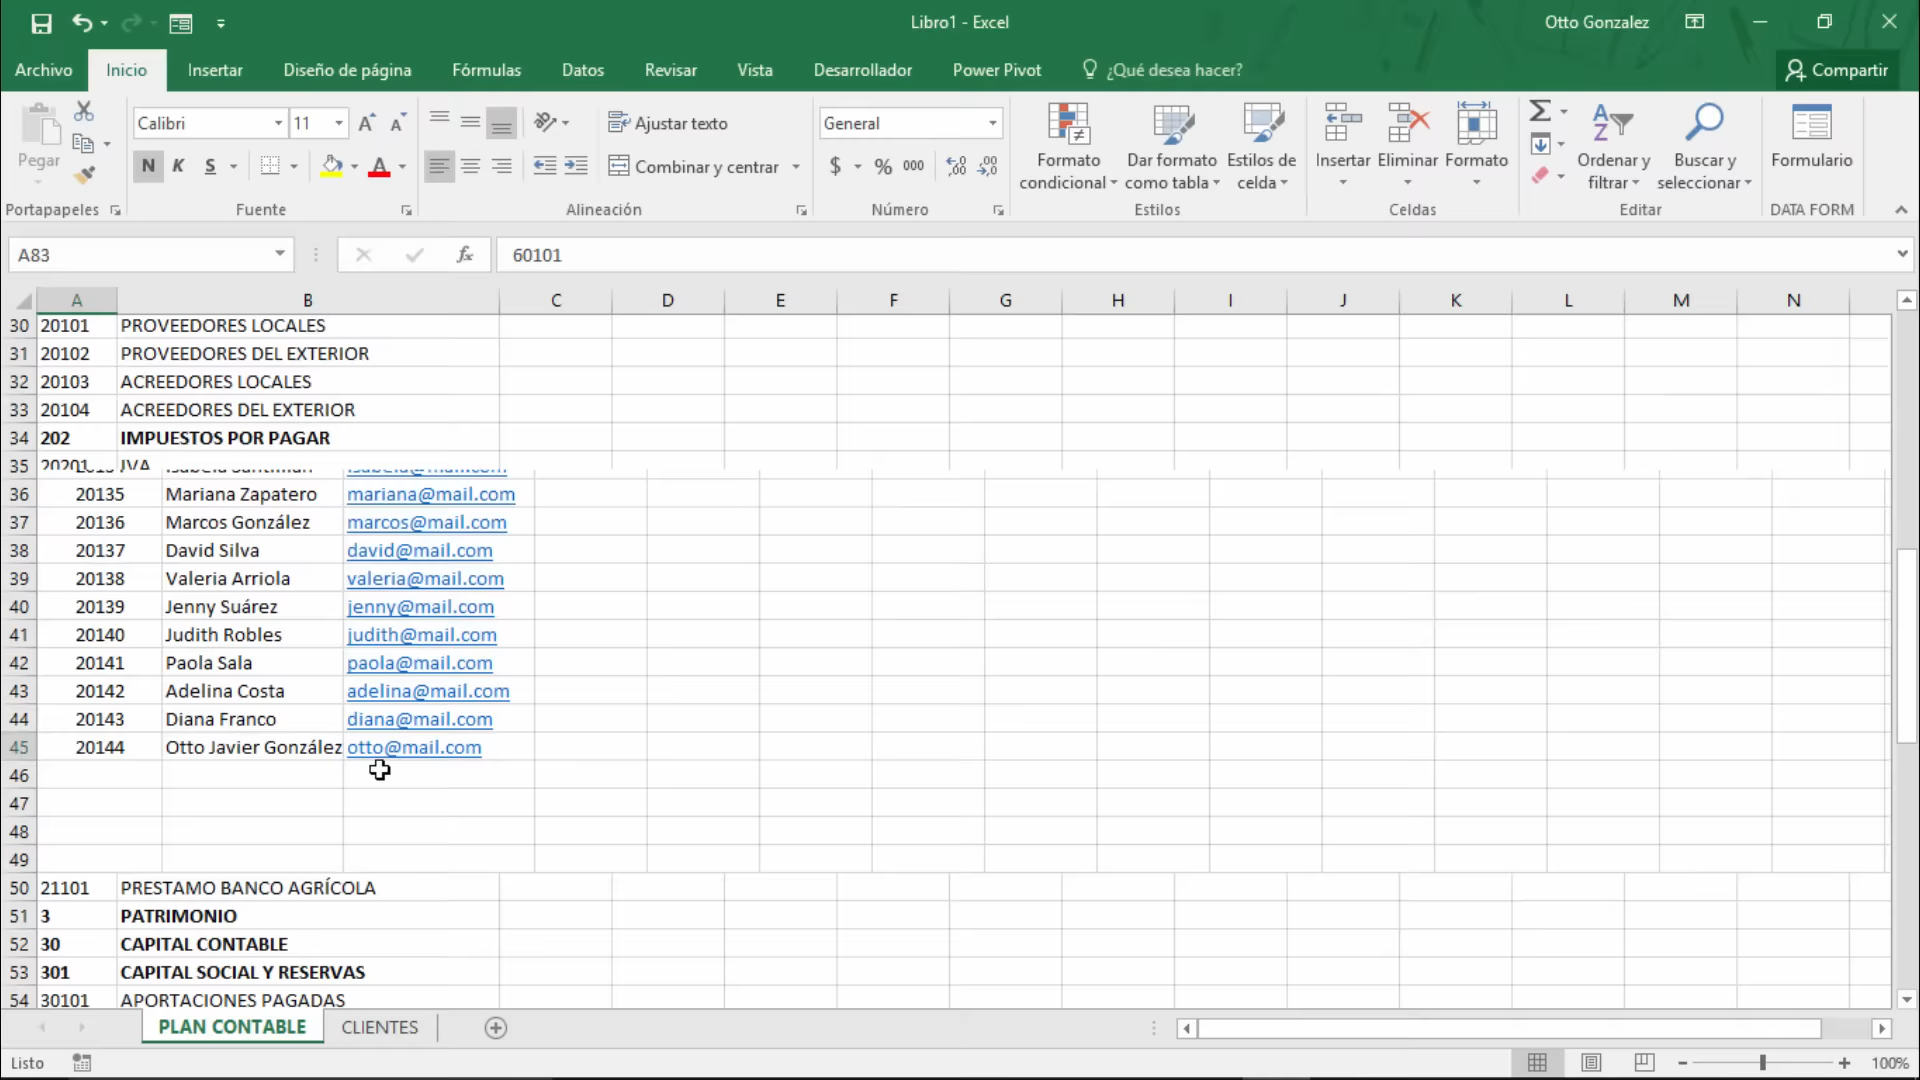 Libro1 - Excel
Otto Gonzalez
Archivo Inicio Insertar Diseño de página Fórmulas Datos Revisar Vista Desarrollador Power Pivot ¿Qué desea hacer? Compartir
Pegar
Calibri 11
N K S A
Ajustar texto
Combinar y centrar
General
$ % 000
Formato condicional
Dar formato como tabla
Estilos de celda
Insertar
Eliminar
Formato
Ordenar y filtrar
Buscar y seleccionar
Formulario
Portapapeles Fuente Alineación Número Estilos Celdas Editar DATA FORM
A83 fx 60101
A B C D E F G H I J K L M N
30 20101 PROVEEDORES LOCALES
31 20102 PROVEEDORES DEL EXTERIOR
32 20103 ACREEDORES LOCALES
33 20104 ACREEDORES DEL EXTERIOR
34 202 IMPUESTOS POR PAGAR
35 20201 IVA
36 20135 Mariana Zapatero mariana@mail.com
37 20136 Marcos González marcos@mail.com
38 20137 David Silva david@mail.com
39 20138 Valeria Arriola valeria@mail.com
40 20139 Jenny Suárez jenny@mail.com
41 20140 Judith Robles judith@mail.com
42 20141 Paola Sala paola@mail.com
43 20142 Adelina Costa adelina@mail.com
44 20143 Diana Franco diana@mail.com
45 20144 Otto Javier González otto@mail.com
46
47
48
49
50 21101 PRESTAMO BANCO AGRÍCOLA
51 3 PATRIMONIO
52 30 CAPITAL CONTABLE
53 301 CAPITAL SOCIAL Y RESERVAS
54 30101 APORTACIONES PAGADAS
PLAN CONTABLE CLIENTES
Listo 100%